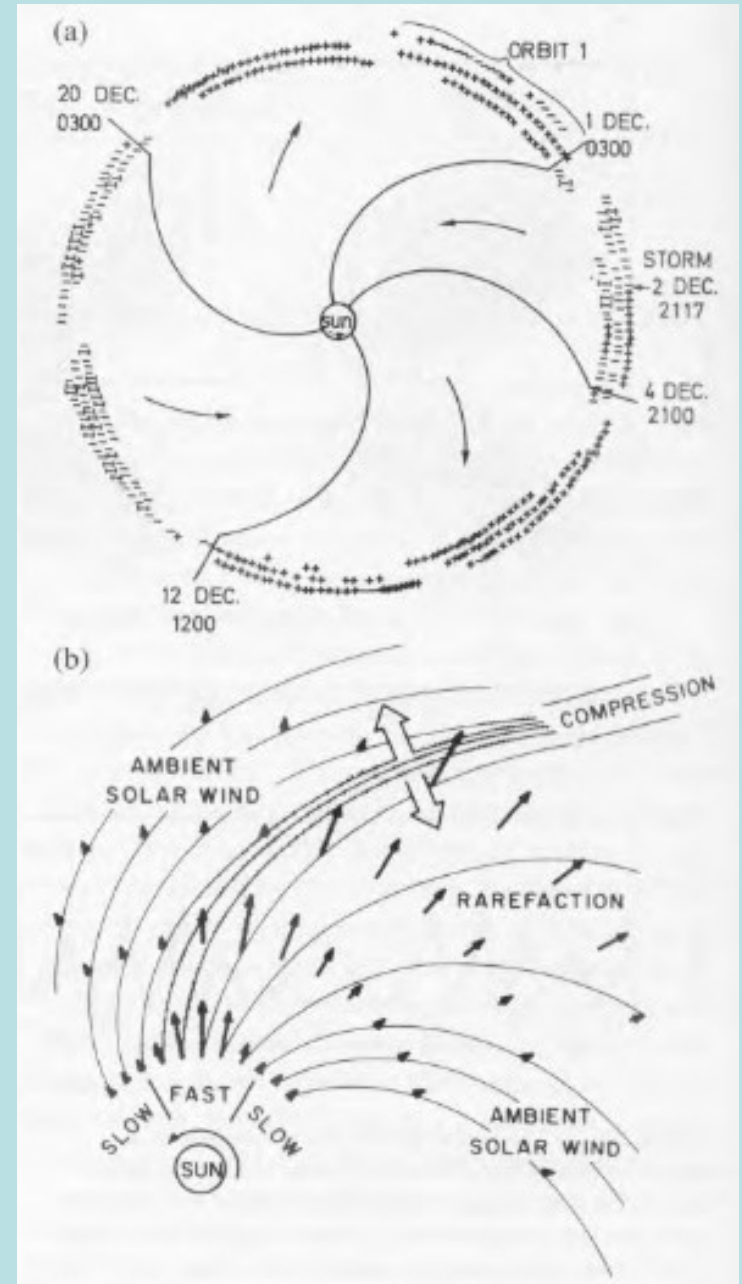 (a)
ORBIT 1
20 DEC.
0300
1 DEC.
0300
STORM
2 DEC.
2117
sun
4 DEC.
2100
12 DEC.
1200
(b)
COMPRESSION
AMBIENT
SOLAR WIND
RAREFACTION
FAST
SLOW
SLOW
AMBIENT
SOLAR WIND
SUN